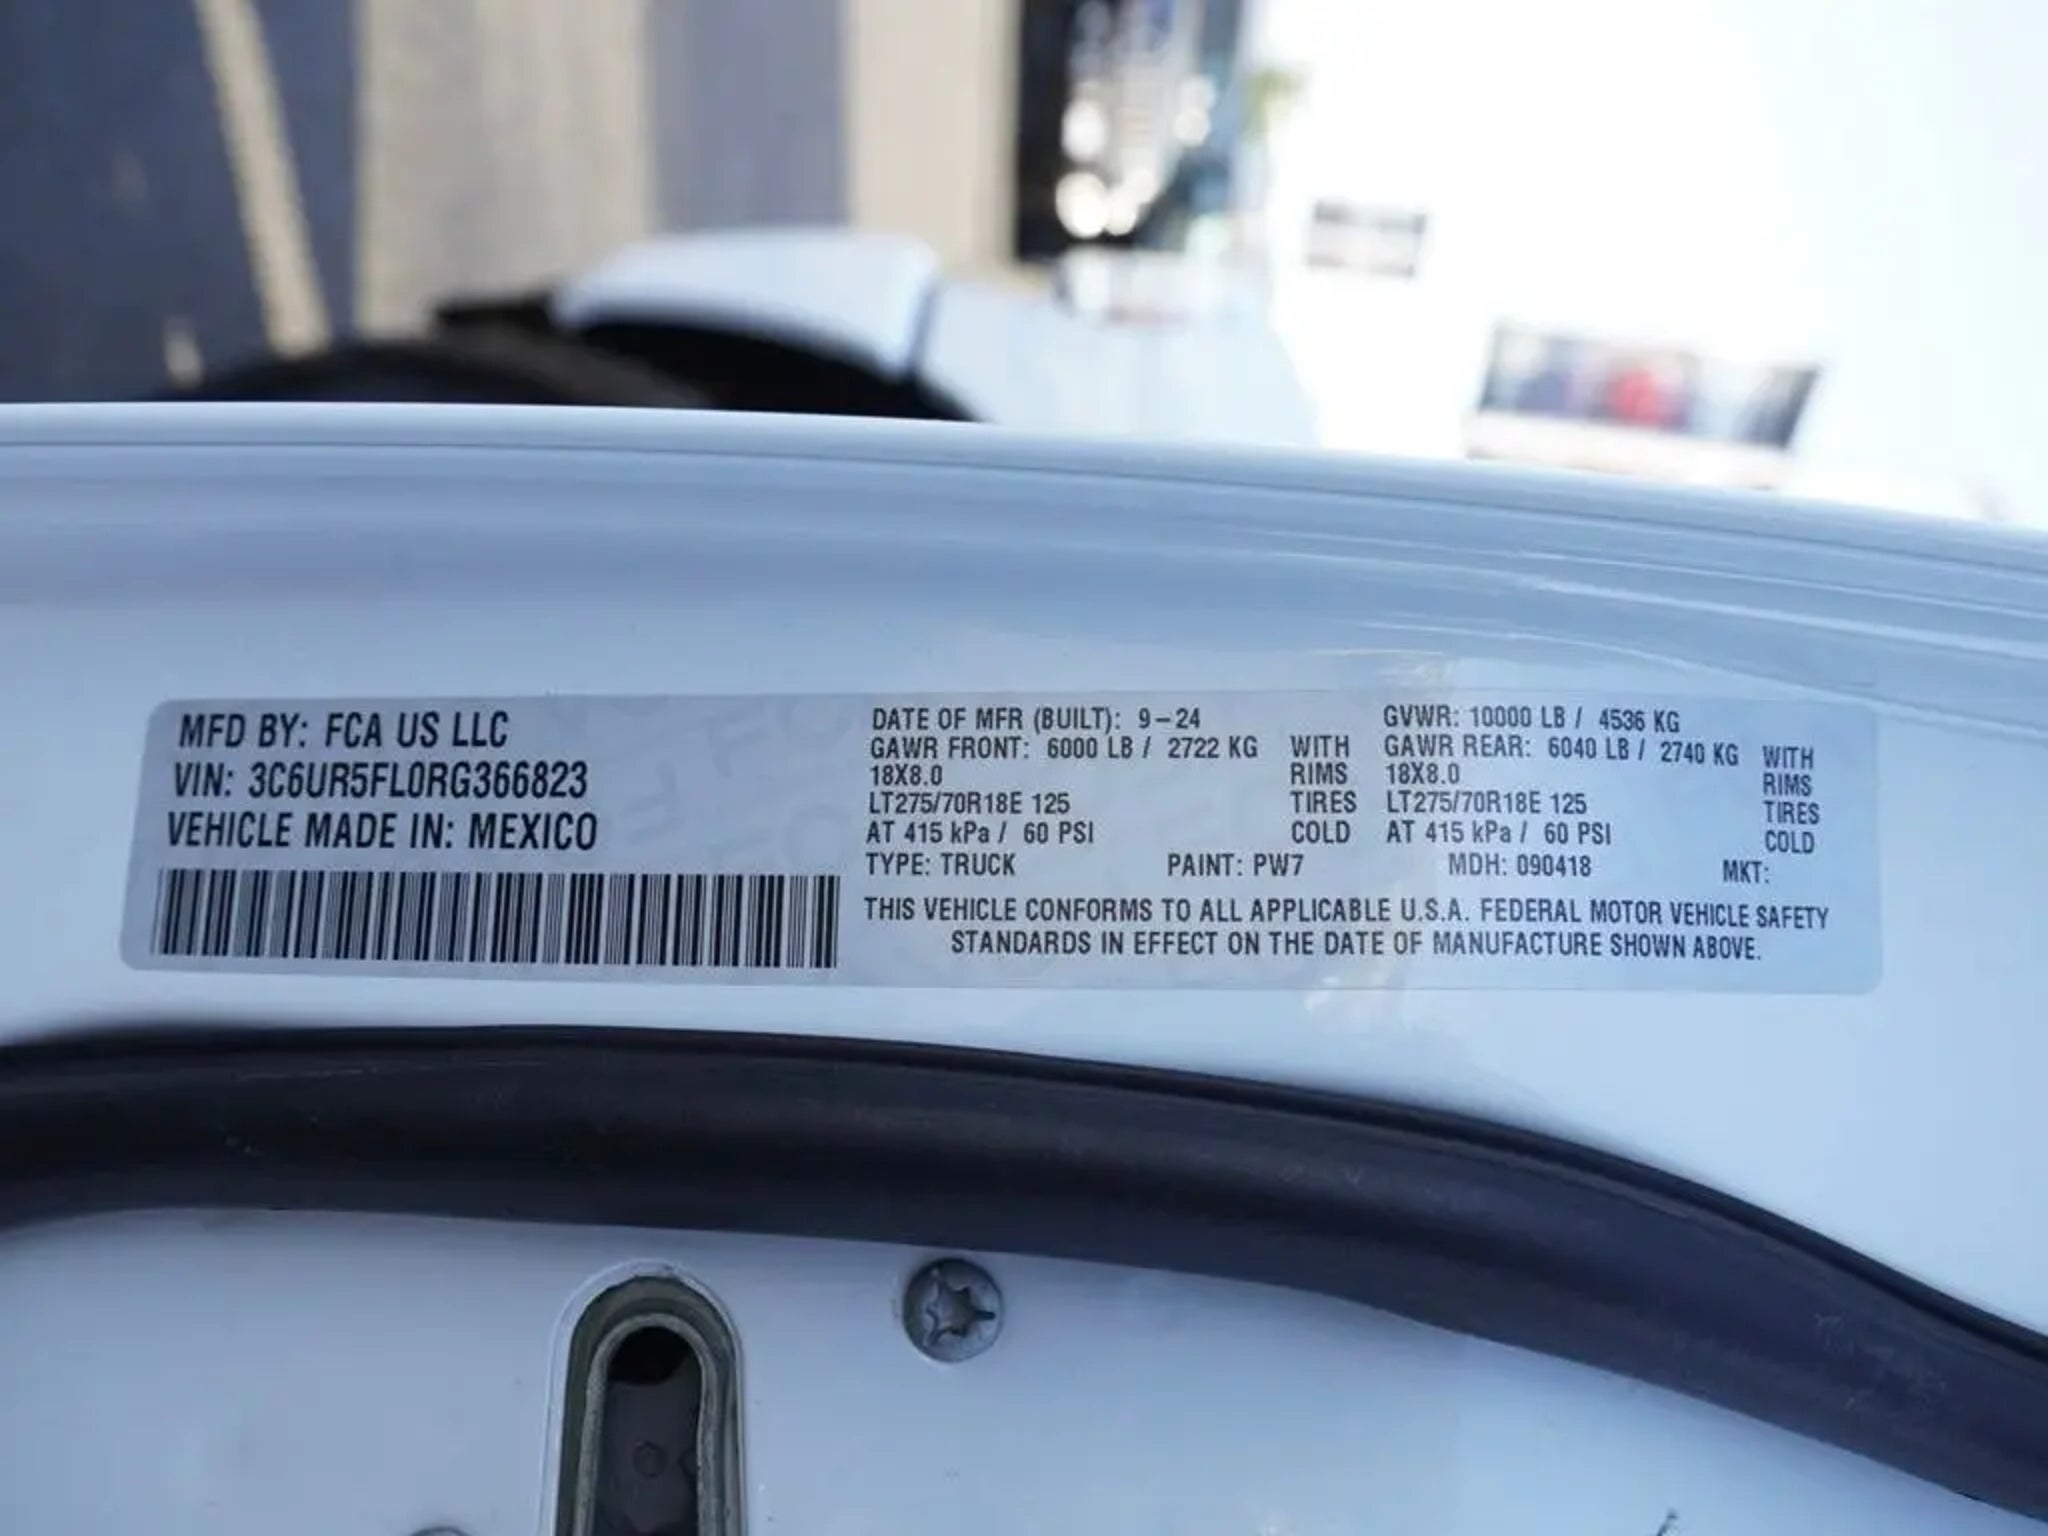 MFD BY: FCA US LLC
VIN: 3C6UR5FL0RG366823
VEHICLE MADE IN: MEXICO
DATE OF MFR (BUILT): 9-24 GVWR: 10000 LB / 4536 KG
GAWR FRONT: 6000 LB / 2722 KG WITH GAWR REAR: 6040 LB / 2740 KG WITH
18X8.0 RIMS 18X8.0 RIMS
LT275/70R18E 125 TIRES LT275/70R18E 125 TIRES
AT 415 kPa / 60 PSI COLD AT 415 kPa / 60 PSI COLD
TYPE: TRUCK PAINT: PW7 MDH: 090418 MKT:
THIS VEHICLE CONFORMS TO ALL APPLICABLE U.S.A. FEDERAL MOTOR VEHICLE SAFETY
STANDARDS IN EFFECT ON THE DATE OF MANUFACTURE SHOWN ABOVE.